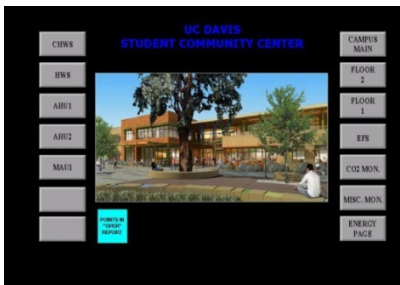 UC DAVIS
STUDENT COMMUNITY CENTER
CHWS
HWS
AHU1
AHU2
MAU1
CAMPUS
MAIN
FLOOR
2
FLOOR
1
EFS
CO2 MON.
MISC. MON.
ENERGY
PAGE
POINTS IN
"OPER"
REPORT